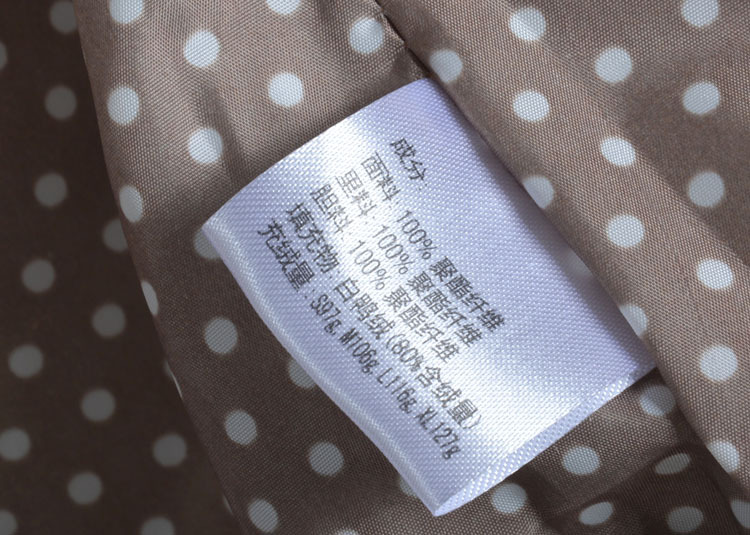 成分:
面料: 100% 聚酯纤维
里料: 100% 聚酯纤维
胆料: 100% 聚酯纤维
填充物: 白鸭绒(80%含绒量)
充绒量: S97g, M106g, L116g, XL127g